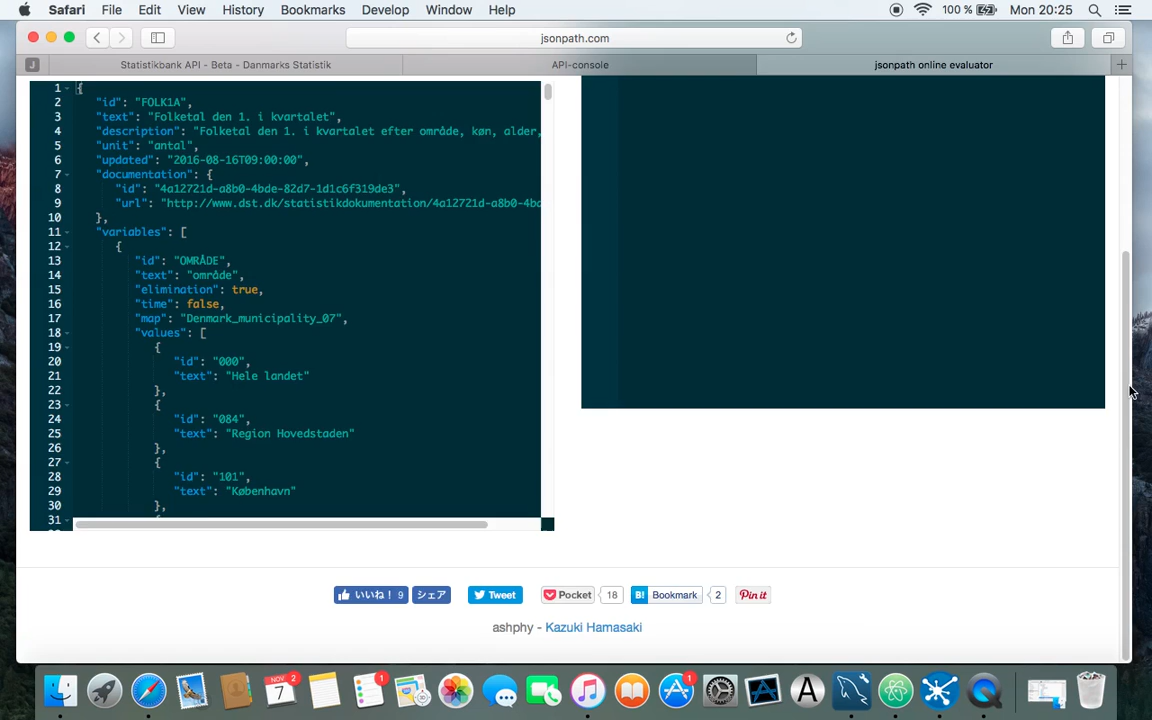 Safari File Edit View History Bookmarks Develop Window Help 100 % Mon 20:25
jsonpath.com
J Statistikbank API - Beta - Danmarks Statistik API-console jsonpath online evaluator
1 {
2 "id": "FOLK1A",
3 "text": "Folketal den 1. i kvartalet",
4 "description": "Folketal den 1. i kvartalet efter område, køn, alder,
5 "unit": "antal",
6 "updated": "2016-08-16T09:00:00",
7 "documentation": {
8 "id": "4a12721d-a8b0-4bde-82d7-1d1c6f319de3",
9 "url": "http://www.dst.dk/statistikdokumentation/4a12721d-a8b0-4bd
10 },
11 "variables": [
12 {
13 "id": "OMRÅDE",
14 "text": "område",
15 "elimination": true,
16 "time": false,
17 "map": "Denmark_municipality_07",
18 "values": [
19 {
20 "id": "000",
21 "text": "Hele landet"
22 },
23 {
24 "id": "084",
25 "text": "Region Hovedstaden"
26 },
27 {
28 "id": "101",
29 "text": "København"
30 },
31
いいね！ 9 シェア Tweet Pocket 18 B! Bookmark 2 Pin it
ashphy - Kazuki Hamasaki
NOV 2 7 1 1